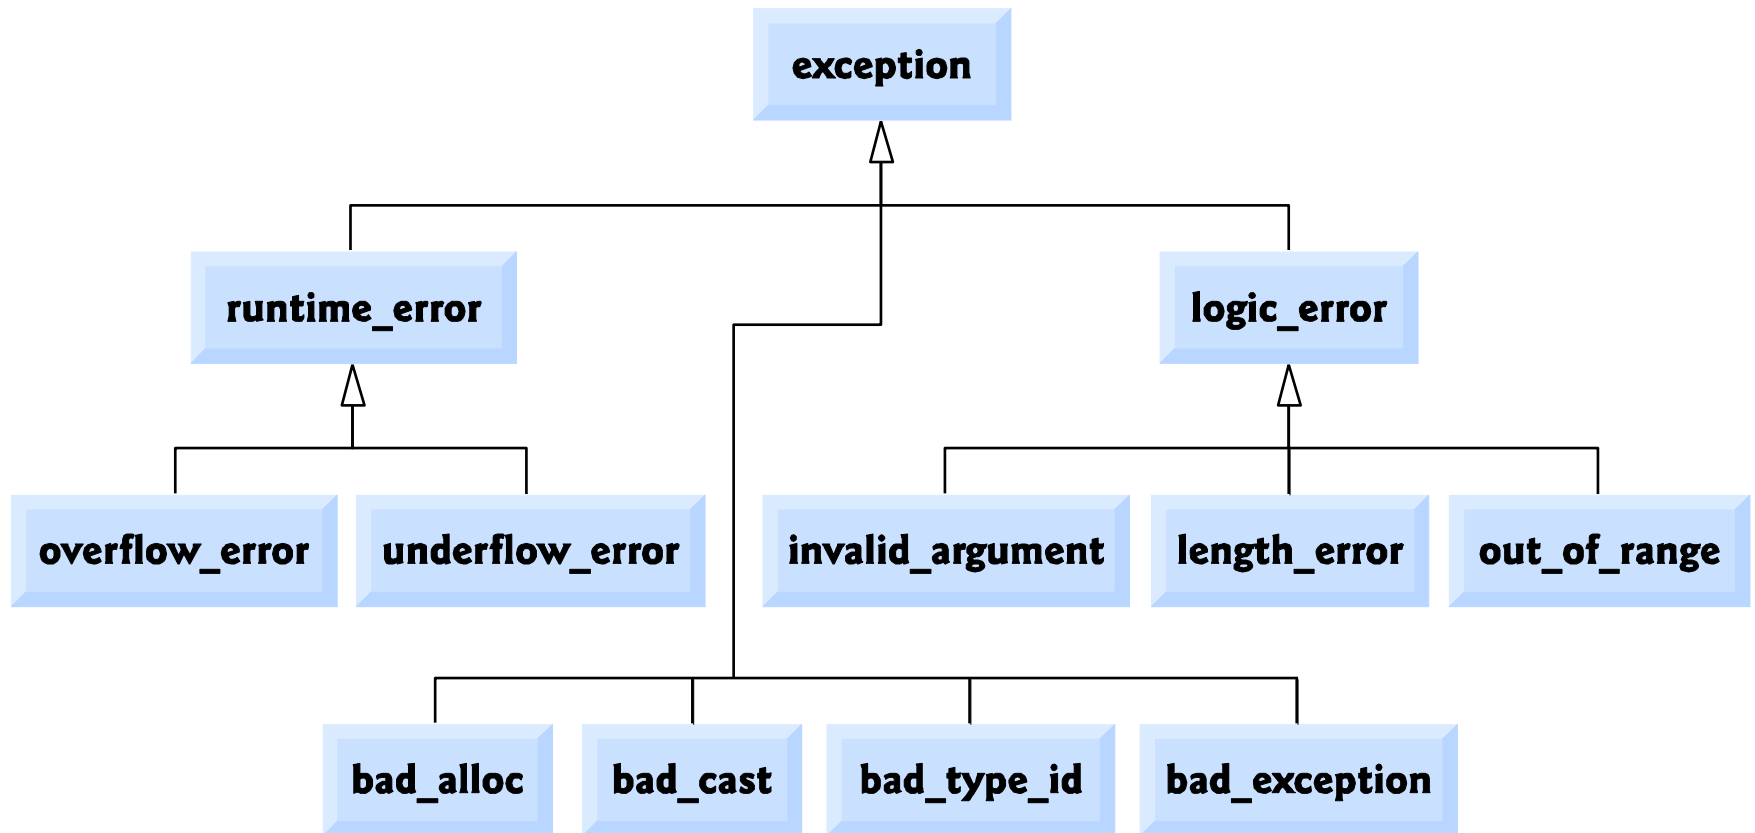 exception
runtime_error
logic_error
overflow_error
underflow_error
invalid_argument
length_error
out_of_range
bad_alloc
bad_cast
bad_type_id
bad_exception